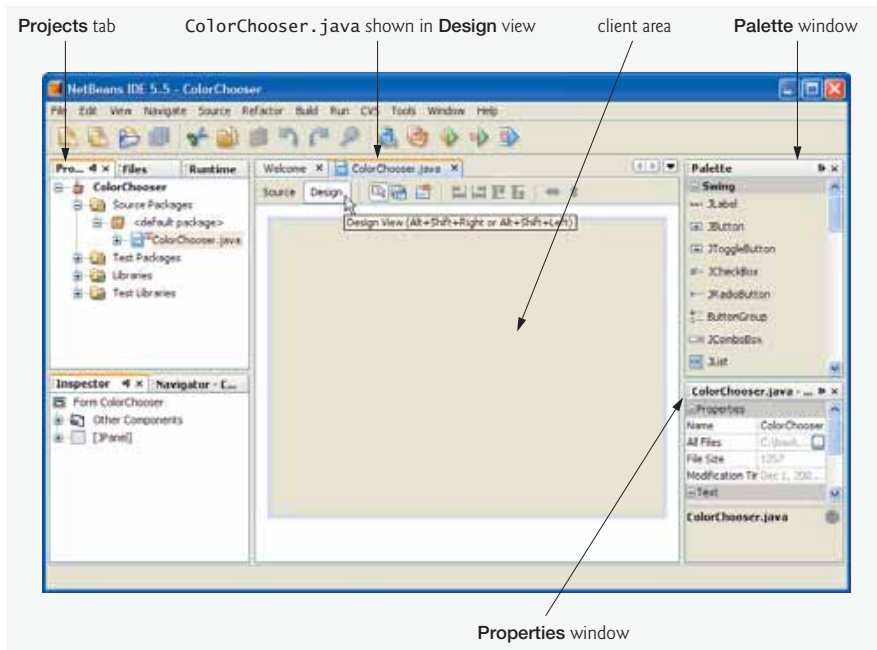 Projects tab
ColorChooser.java shown in Design view
client area
Palette window
NetBeans IDE 5.5 - ColorChooser
File Edit View Navigate Source Refactor Build Run CVS Tools Window Help
Pro... Files Runtime
ColorChooser
Source Packages
<default package>
ColorChooser.java
Test Packages
Libraries
Test Libraries
Inspector Navigator - C...
Form ColorChooser
Other Components
[JPanel]
Welcome ColorChooser.java
Source Design
Design View (Alt+Shift+Right or Alt+Shift+Left)
Palette
Swing
JLabel
JButton
JToggleButton
JCheckBox
JRadioButton
ButtonGroup
JComboBox
JList
ColorChooser.java - ...
Properties
Name ColorChooser
All Files
File Size
Modification Tir Dec 1, 200...
Text
ColorChooser.java
Properties window